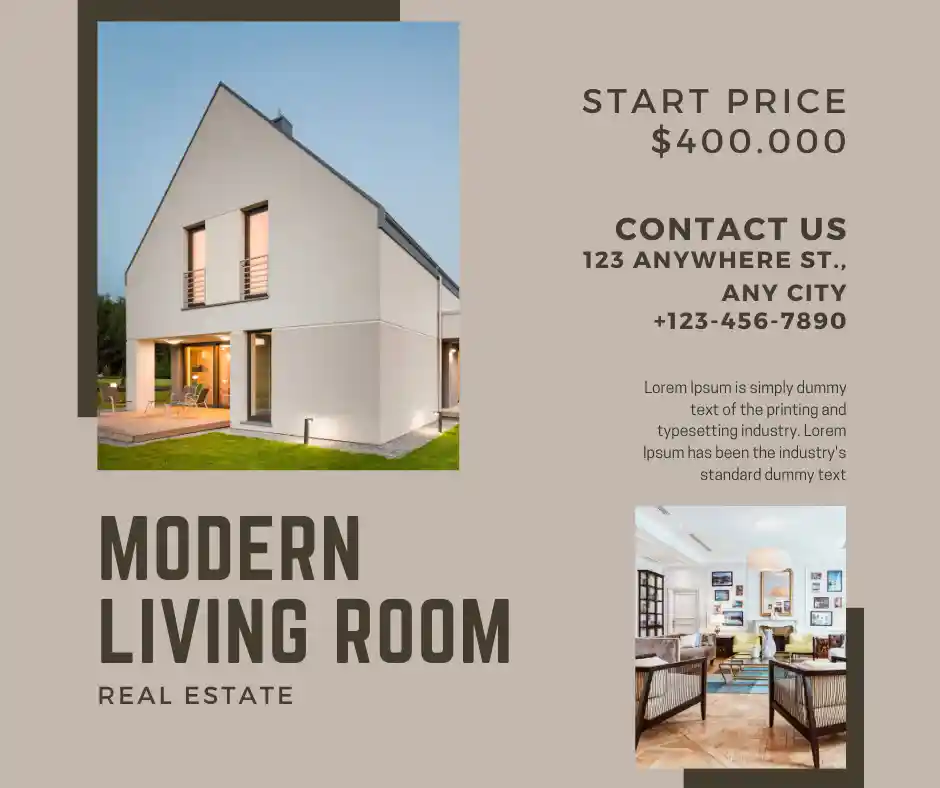 START PRICE
$400.000
CONTACT US
123 ANYWHERE ST.,
ANY CITY
+123-456-7890
Lorem Ipsum is simply dummy
text of the printing and
typesetting industry. Lorem
Ipsum has been the industry's
standard dummy text
MODERN
LIVING ROOM
REAL ESTATE